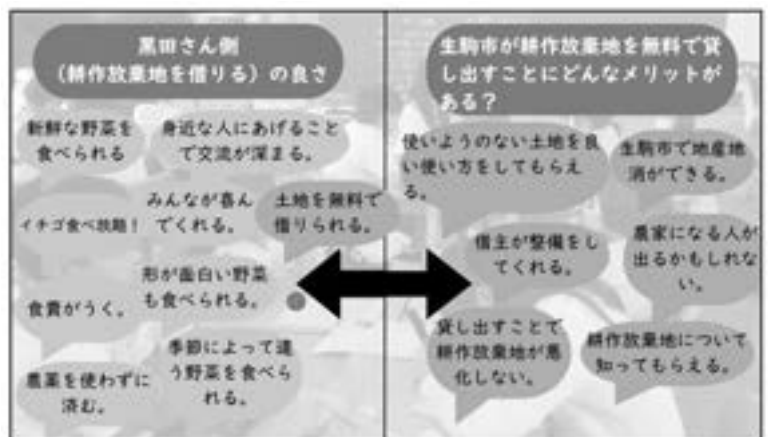 黒田さん側
（耕作放棄地を借りる）の良さ
新鮮な野菜を
食べられる
身近な人にあげること
で交流が深まる。
イチゴ食べ放題！
みんなが喜ん
でくれる。
土地を無料で
借りられる。
食費がうく。
形が面白い野菜
も食べられる。
農薬を使わずに
済む。
季節によって違
う野菜を食べら
れる。
生駒市が耕作放棄地を無料で貸
し出すことにどんなメリットが
ある？
使いようのない土地を良
い使い方をしてもらえ
る。
生駒市で地産地
消ができる。
借主が整備をし
てくれる。
農家になる人が
出るかもしれな
い。
貸し出すことで
耕作放棄地が悪
化しない。
耕作放棄地について
知ってもらえる。